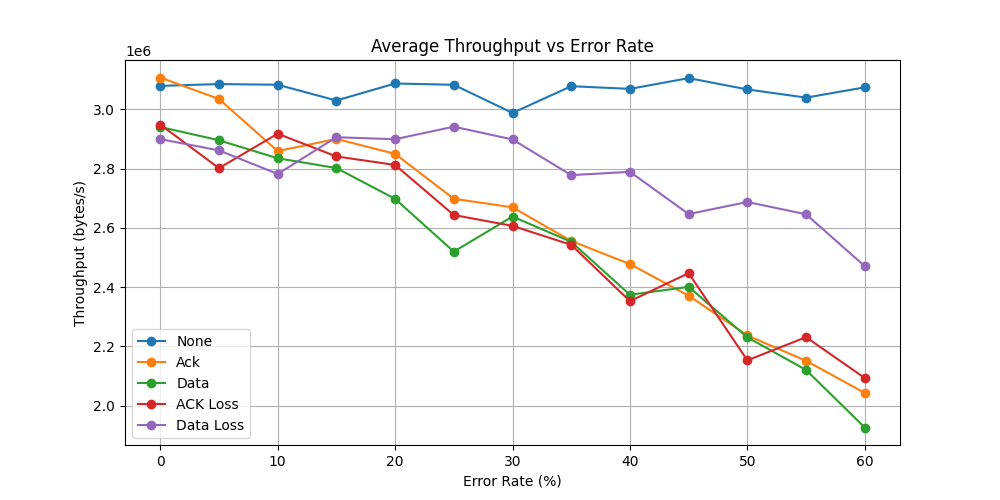 Average Throughput vs Error Rate
1e6
3.0
2.8
2.6
2.4
2.2
2.0
Throughput (bytes/s)
None
Ack
Data
ACK Loss
Data Loss
0 10 20 30 40 50 60
Error Rate (%)